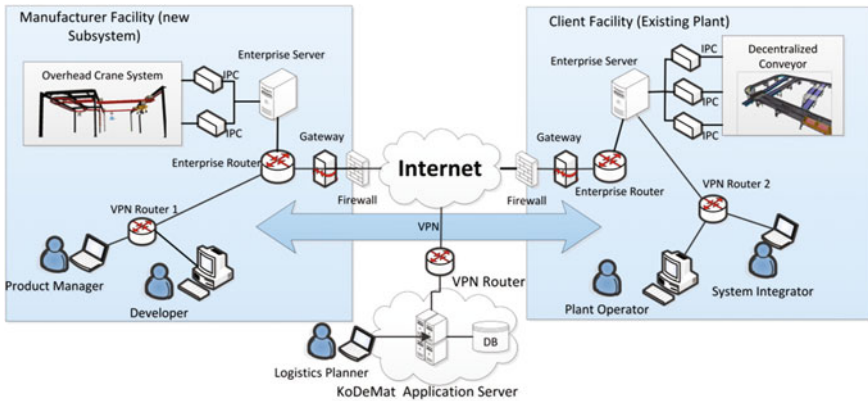 Manufacturer Facility (new
Subsystem)
Enterprise Server
Overhead Crane System
IPC
IPC
Gateway
Enterprise Router
Firewall
VPN Router 1
Product Manager
Developer
Internet
VPN
VPN Router
DB
Logistics Planner
KoDeMat Application Server
Client Facility (Existing Plant)
Enterprise Server
IPC
IPC
IPC
Decentralized
Conveyor
Gateway
Firewall
Enterprise Router
VPN Router 2
Plant Operator
System Integrator